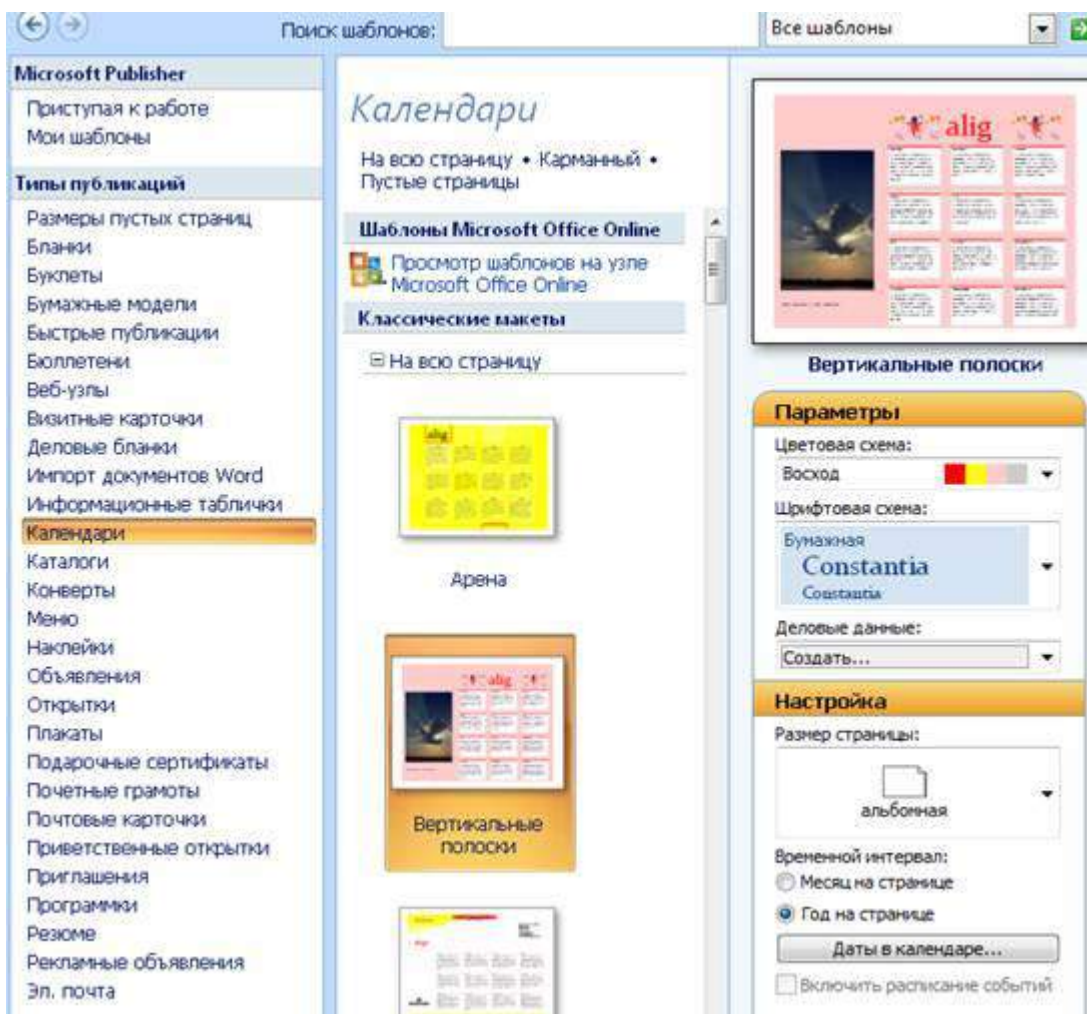 Поиск шаблонов:
Все шаблоны
Microsoft Publisher
Приступая к работе
Мои шаблоны
Типы публикаций
Размеры пустых страниц
Бланки
Буклеты
Бумажные модели
Быстрые публикации
Бюллетени
Веб-узлы
Визитные карточки
Деловые бланки
Импорт документов Word
Информационные таблички
Календари
Каталоги
Конверты
Меню
Наклейки
Объявления
Открытки
Плакаты
Подарочные сертификаты
Почетные грамоты
Почтовые карточки
Приветственные открытки
Приглашения
Программки
Резюме
Рекламные объявления
Эл. почта
Календари
На всю страницу • Карманный •
Пустые страницы
Шаблоны Microsoft Office Online
Просмотр шаблонов на узле
Microsoft Office Online
Классические макеты
На всю страницу
alig
Арена
alig
Вертикальные
полоски
alig
Вертикальные полоски
Параметры
Цветовая схема:
Восход
Шрифтовая схема:
Бумажная
Constantia
Constantia
Деловые данные:
Создать...
Настройка
Размер страницы:
альбомная
Временной интервал:
Месяц на странице
Год на странице
Даты в календаре...
Включить расписание событий